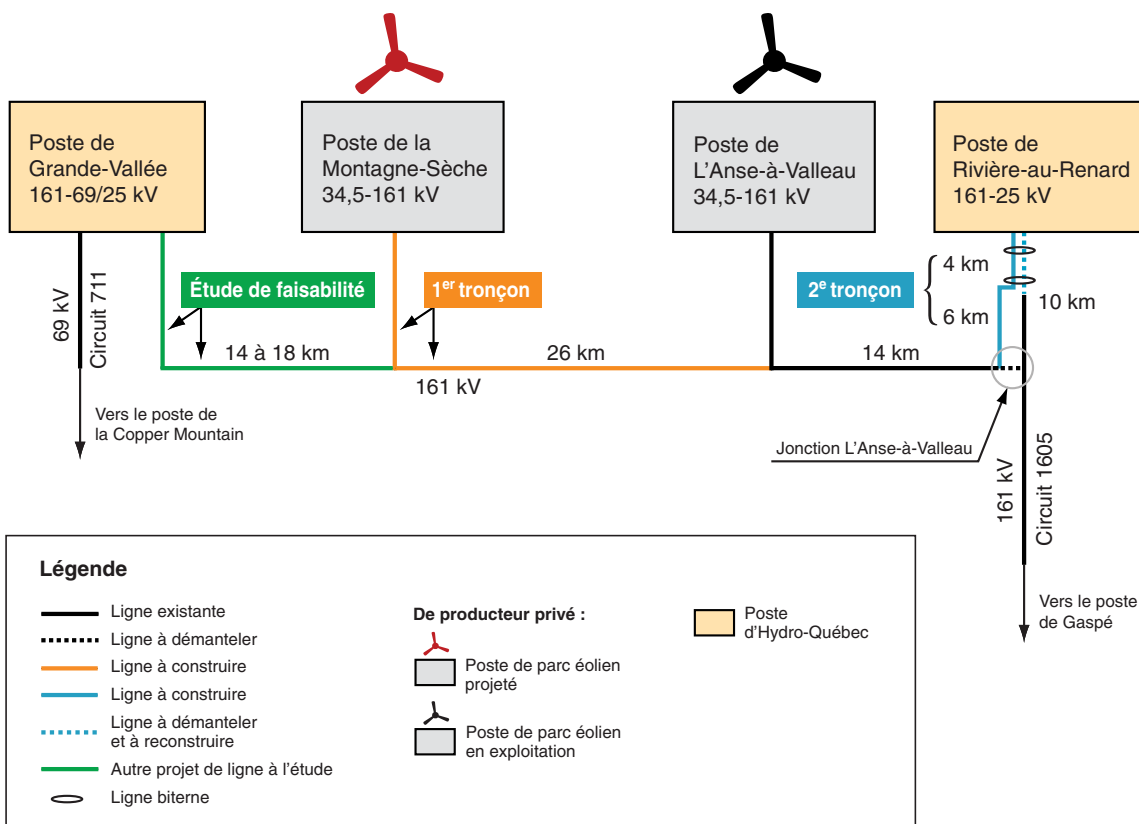 Poste de
Grande-Vallée
161-69/25 kV
Poste de la
Montagne-Sèche
34,5-161 kV
Poste de
L'Anse-à-Valleau
34,5-161 kV
Poste de
Rivière-au-Renard
161-25 kV
69 kV
Circuit 711
Étude de faisabilité
1er tronçon
2e tronçon
4 km
6 km
10 km
14 à 18 km
26 km
14 km
161 kV
Vers le poste de
la Copper Mountain
Jonction L'Anse-à-Valleau
161 kV
Circuit 1605
Vers le poste
de Gaspé
Légende
Ligne existante
Ligne à démanteler
Ligne à construire
Ligne à construire
Ligne à démanteler
et à reconstruire
Autre projet de ligne à l'étude
Ligne biterne
De producteur privé :
Poste de parc éolien
projeté
Poste de parc éolien
en exploitation
Poste
d'Hydro-Québec